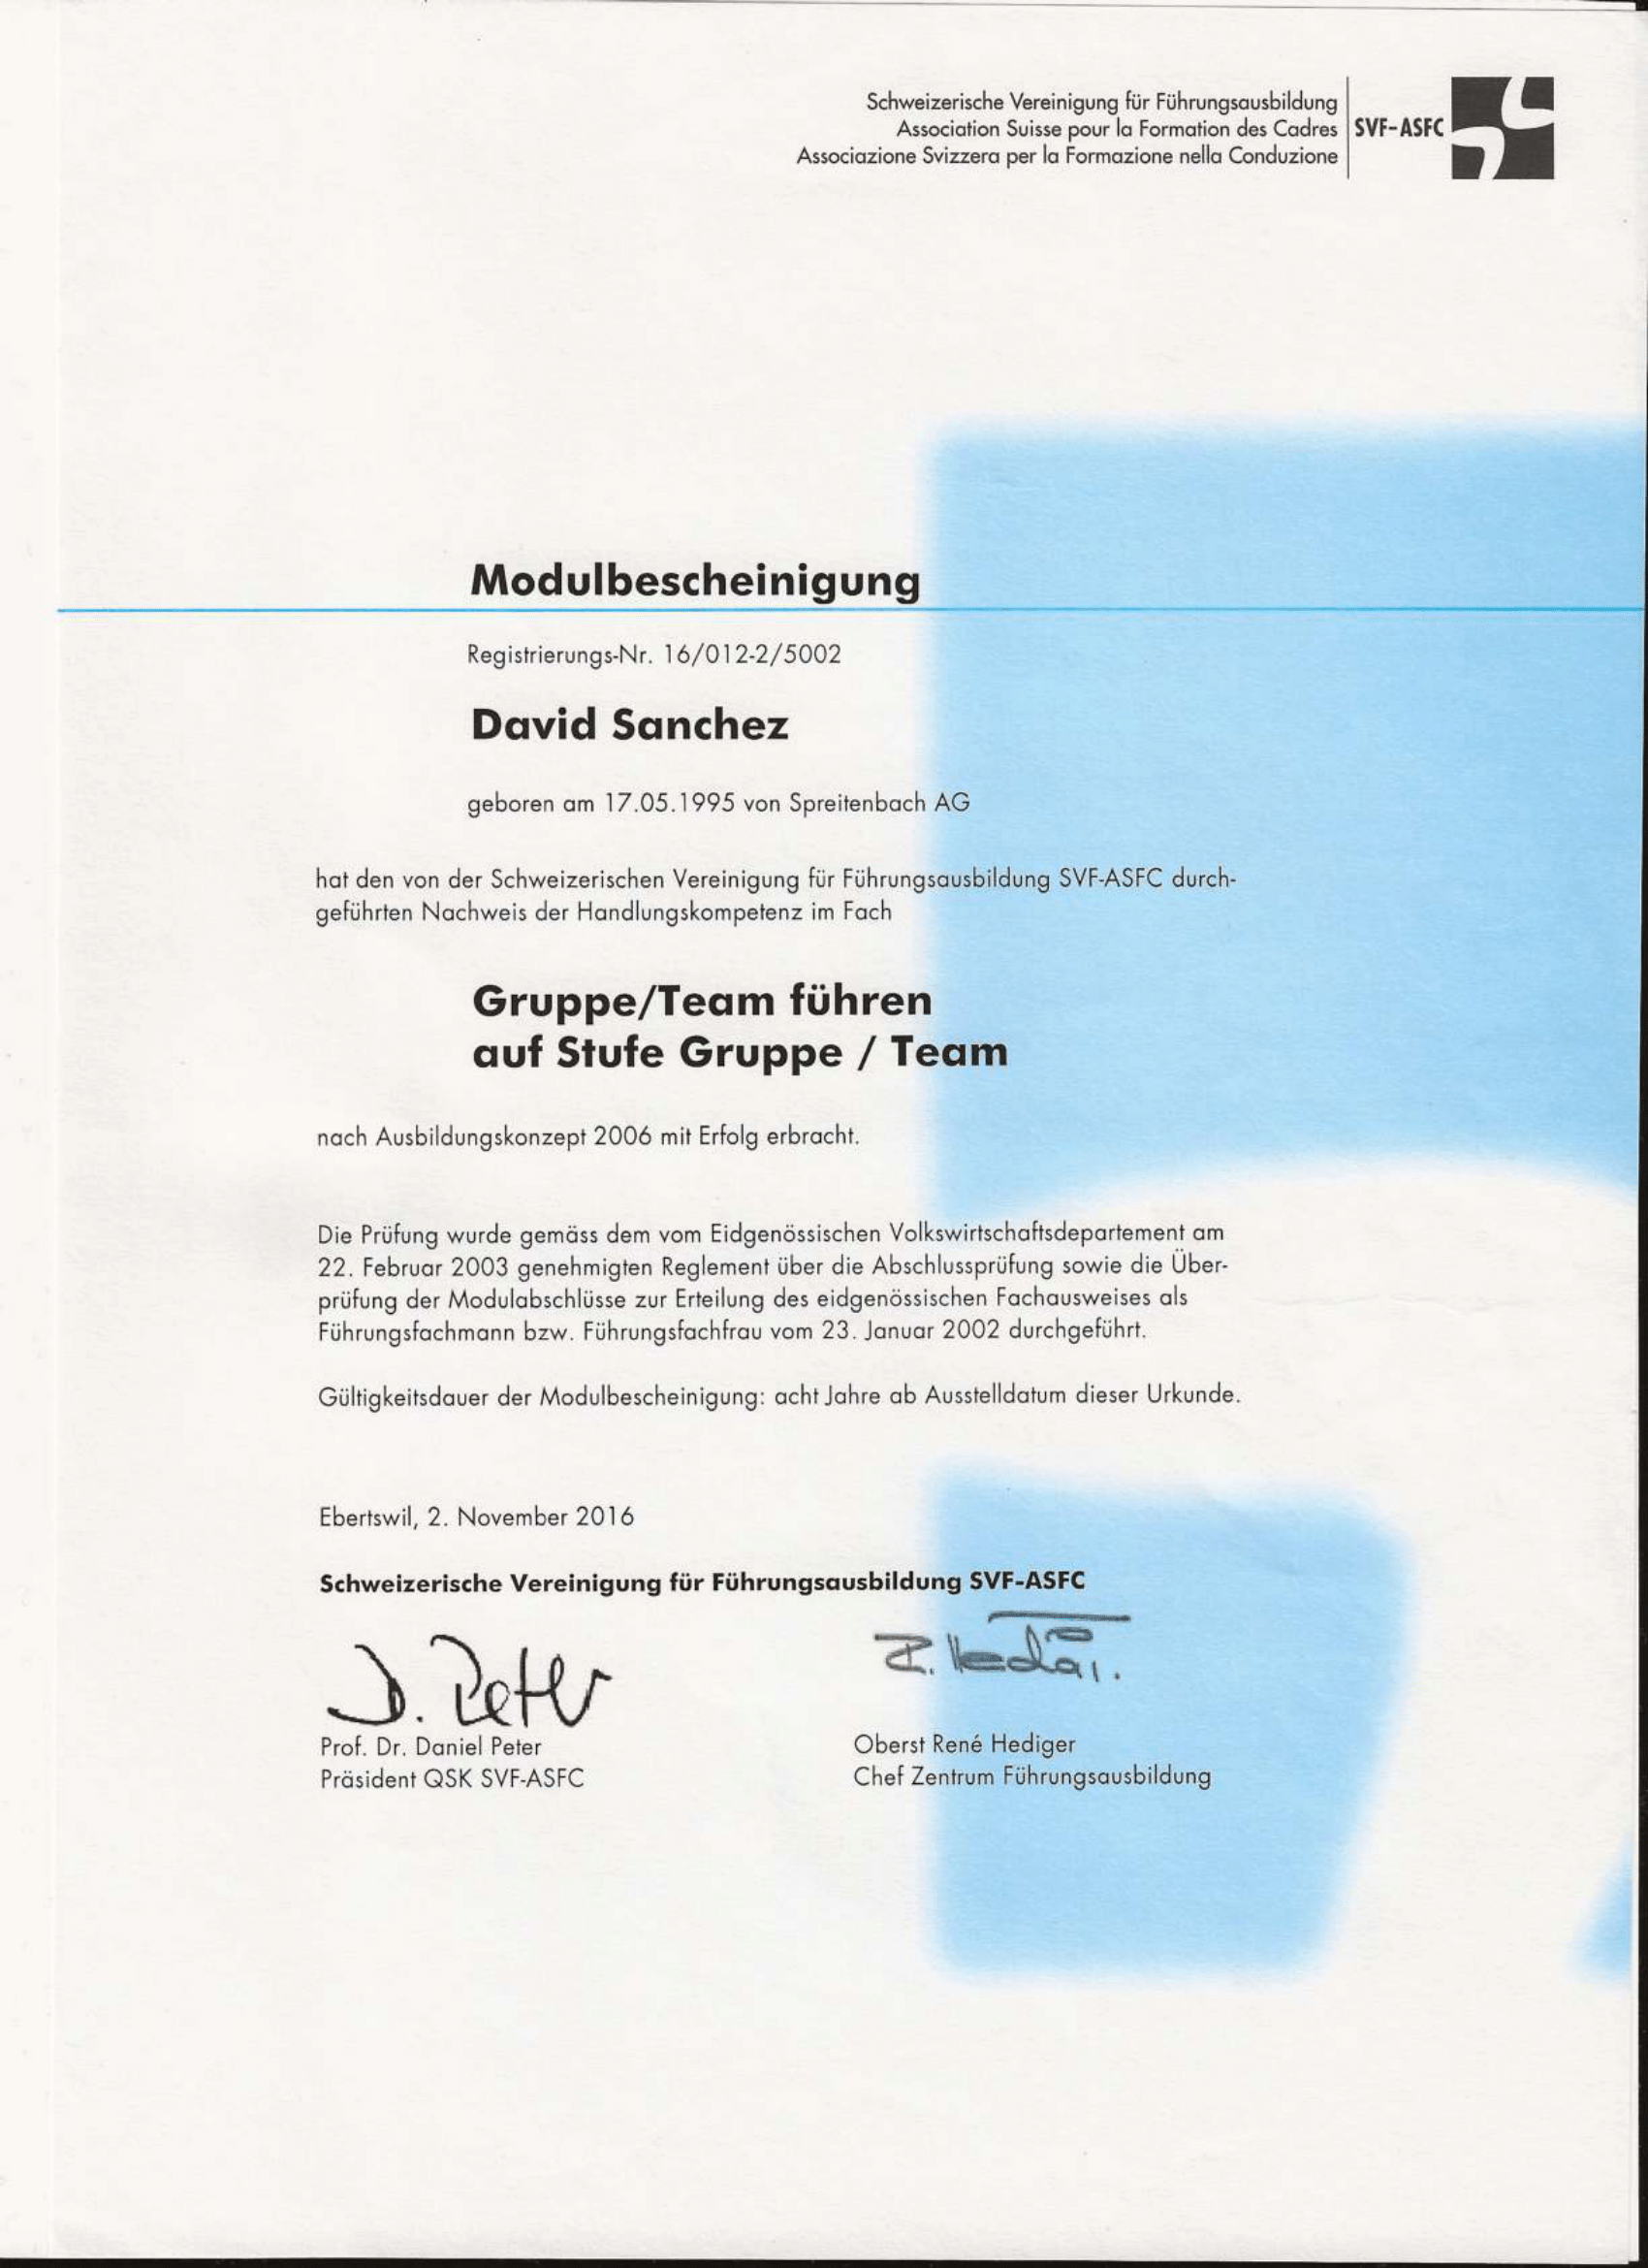 Schweizerische Vereinigung für Führungsausbildung
Association Suisse pour la Formation des Cadres
Associazione Svizzera per la Formazione nella Conduzione
SVF-ASFC
Modulbescheinigung
Registrierungs-Nr. 16/012-2/5002
David Sanchez
geboren am 17.05.1995 von Spreitenbach AG
hat den von der Schweizerischen Vereinigung für Führungsausbildung SVF-ASFC durch-
geführten Nachweis der Handlungskompetenz im Fach
Gruppe/Team führen
auf Stufe Gruppe / Team
nach Ausbildungskonzept 2006 mit Erfolg erbracht.
Die Prüfung wurde gemäss dem vom Eidgenössischen Volkswirtschaftsdepartement am
22. Februar 2003 genehmigten Reglement über die Abschlussprüfung sowie die Über-
prüfung der Modulabschlüsse zur Erteilung des eidgenössischen Fachausweises als
Führungsfachmann bzw. Führungsfachfrau vom 23. Januar 2002 durchgeführt.
Gültigkeitsdauer der Modulbescheinigung: acht Jahre ab Ausstelldatum dieser Urkunde.
Ebertswil, 2. November 2016
Schweizerische Vereinigung für Führungsausbildung SVF-ASFC
D. Peter
Prof. Dr. Daniel Peter
Präsident QSK SVF-ASFC
Oberst René Hediger
Chef Zentrum Führungsausbildung